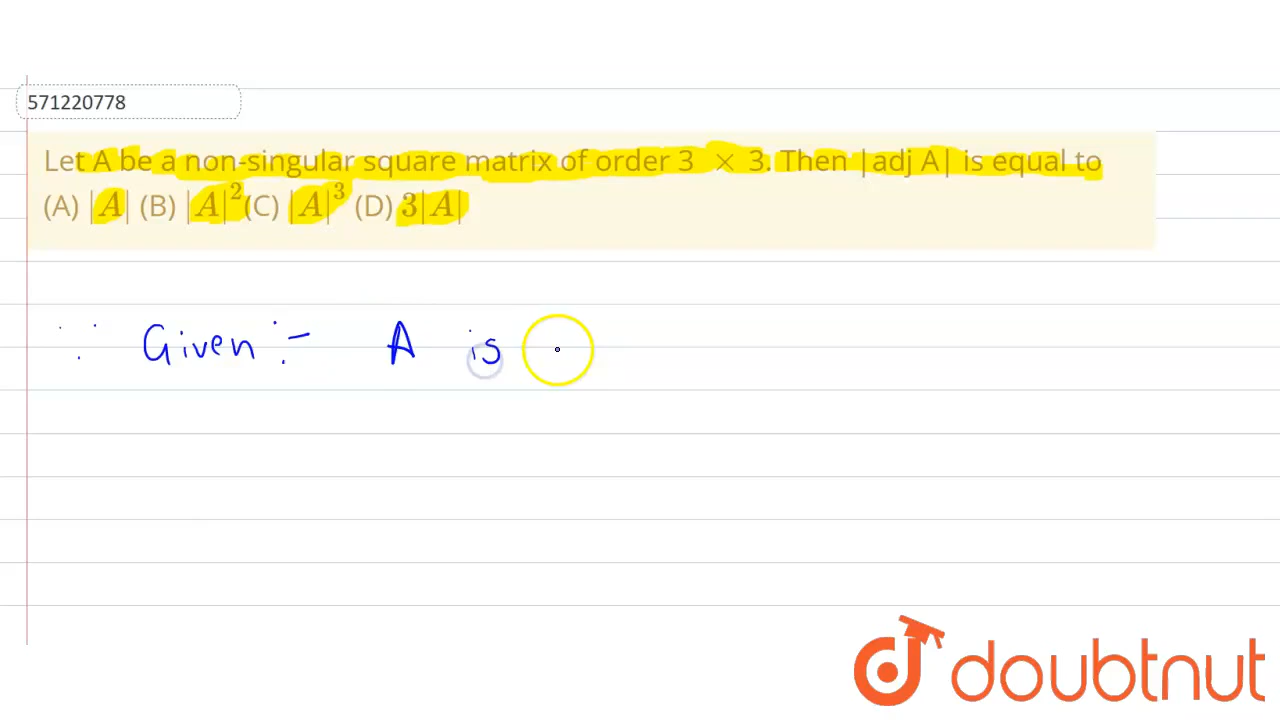 571220778
Let A be a non-singular square matrix of order 3 × 3. Then |adj A| is equal to
(A) |A| (B) |A|² (C) |A|³ (D) 3|A|
∵ Given :- A is
doubtnut